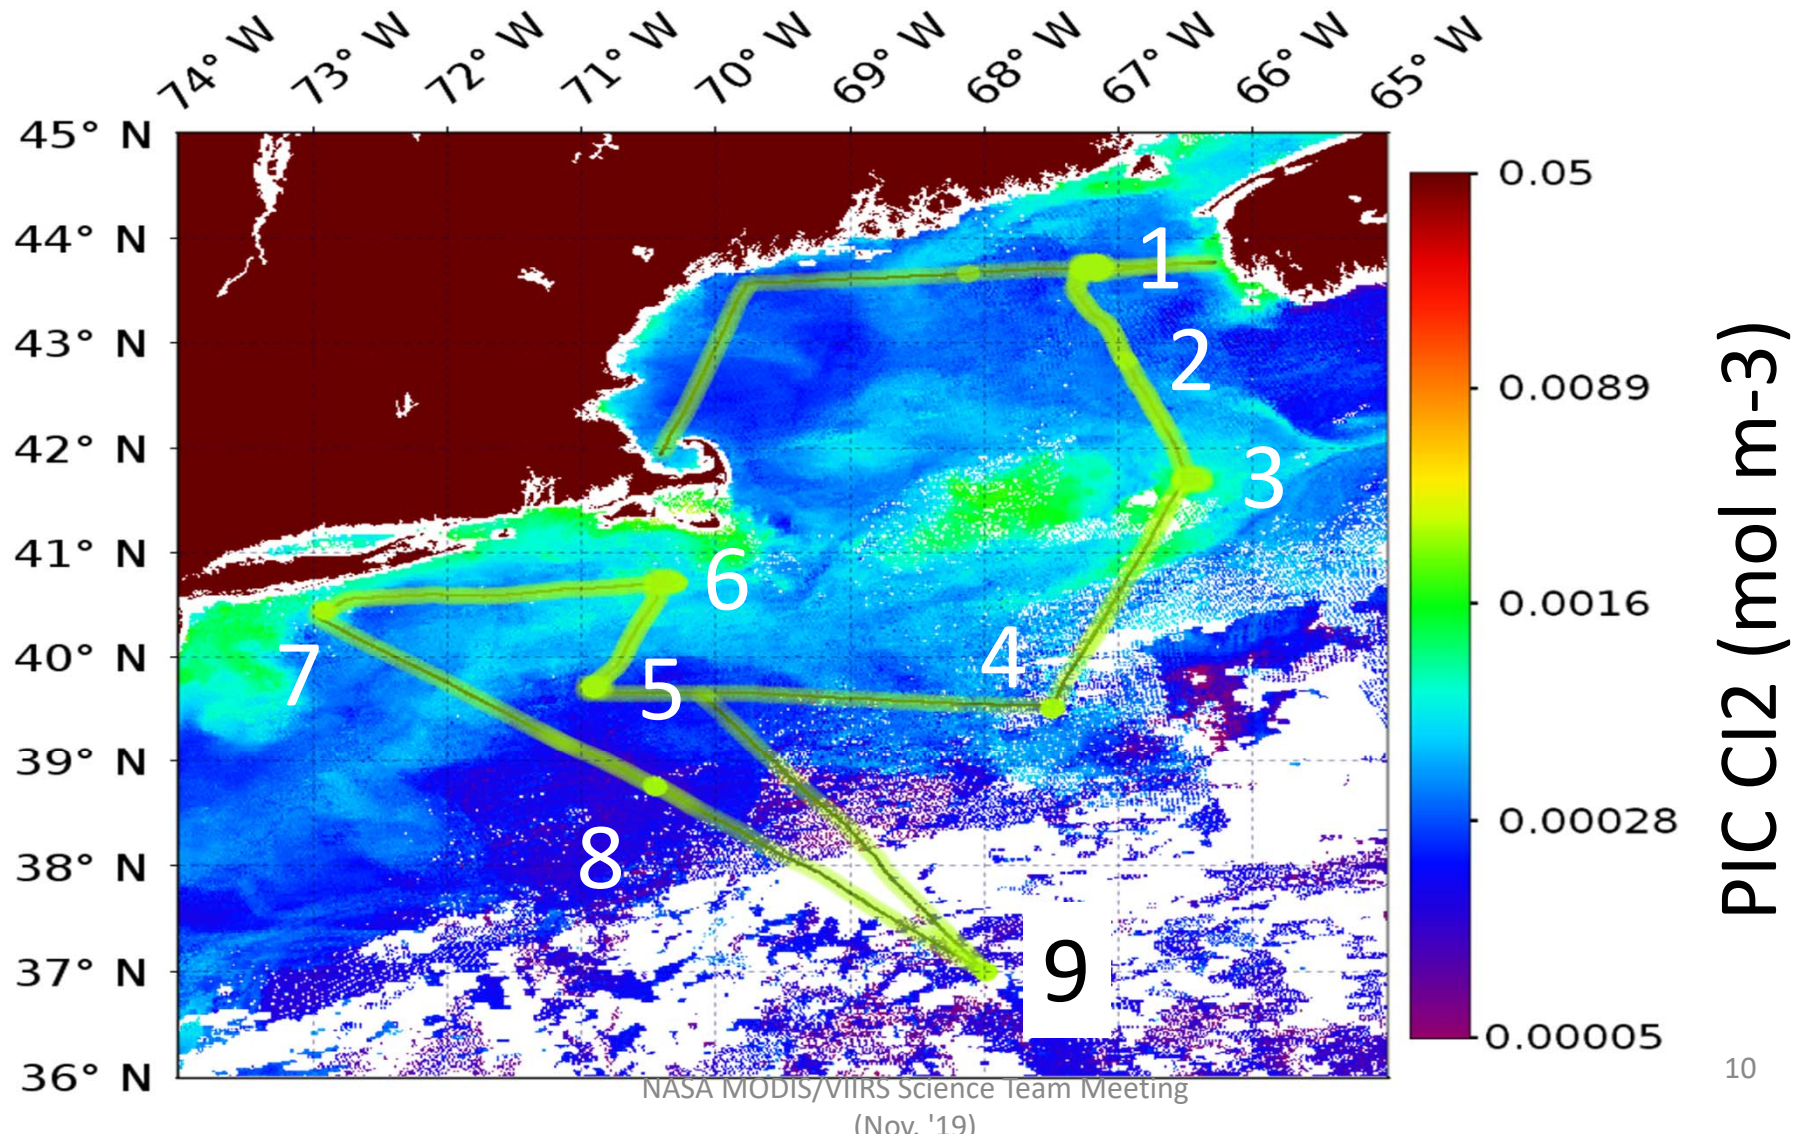 74° W
73° W
72° W
71° W
70° W
69° W
68° W
67° W
66° W
65° W
45° N
44° N
43° N
42° N
41° N
40° N
39° N
38° N
37° N
36° N
1
2
3
4
5
6
7
8
9
0.05
0.0089
0.0016
0.00028
0.00005
PIC CI2 (mol m-3)
NASA MODIS/VIIRS Science Team Meeting
(Nov. '19)
10